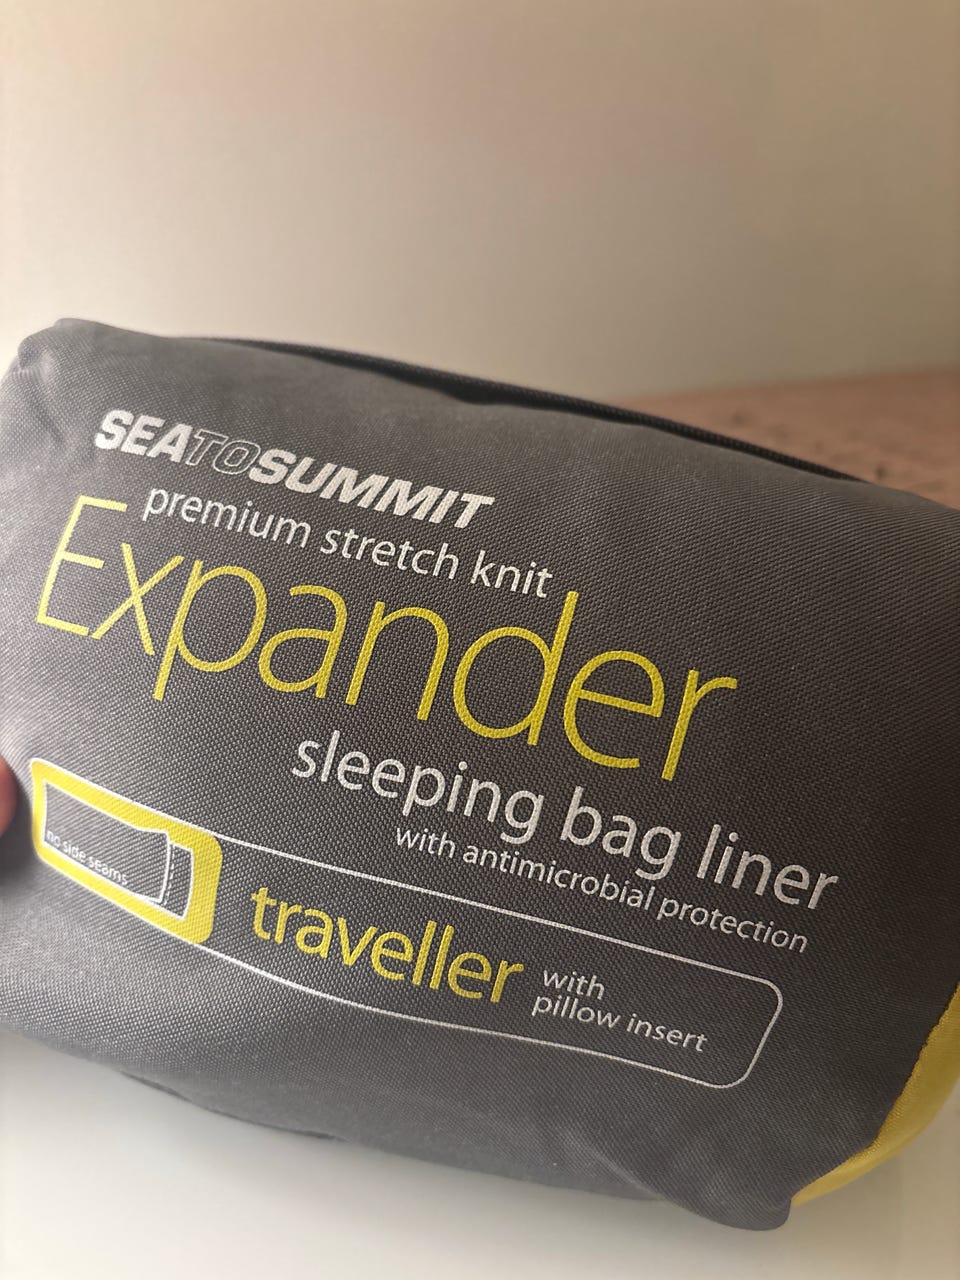 SEATOSUMMIT
premium stretch knit
Expander
sleeping bag liner
with antimicrobial protection
no side seams
traveller
with
pillow insert